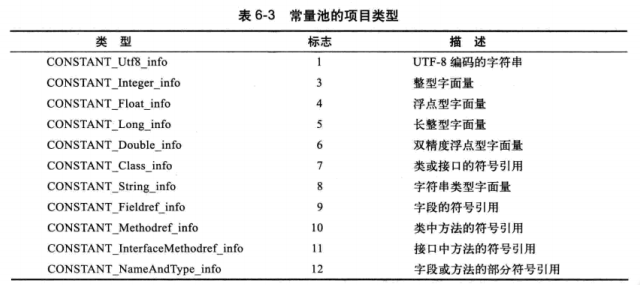 表 6-3 常量池的项目类型
类 型 标志 描 述
CONSTANT_Utf8_info 1 UTF-8 编码的字符串
CONSTANT_Integer_info 3 整型字面量
CONSTANT_Float_info 4 浮点型字面量
CONSTANT_Long_info 5 长整型字面量
CONSTANT_Double_info 6 双精度浮点型字面量
CONSTANT_Class_info 7 类或接口的符号引用
CONSTANT_String_info 8 字符串类型字面量
CONSTANT_Fieldref_info 9 字段的符号引用
CONSTANT_Methodref_info 10 类中方法的符号引用
CONSTANT_InterfaceMethodref_info 11 接口中方法的符号引用
CONSTANT_NameAndType_info 12 字段或方法的部分符号引用